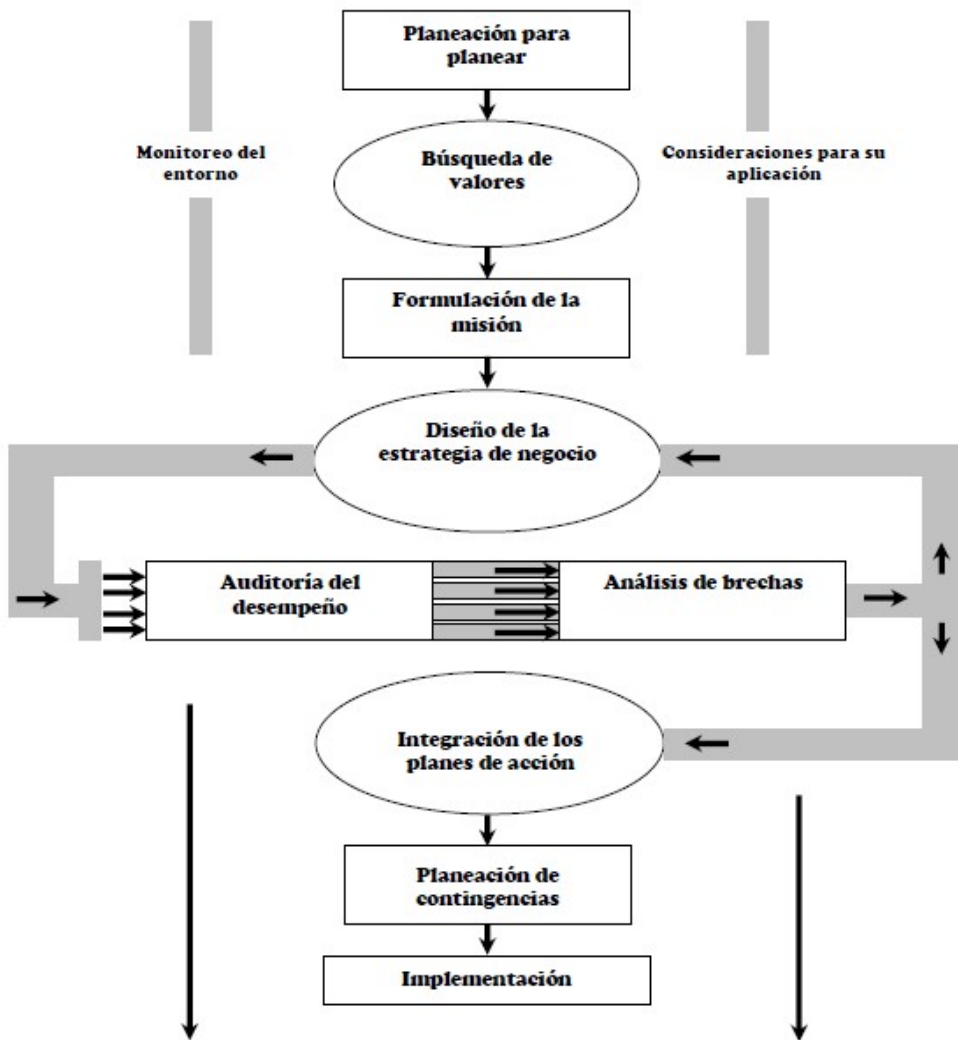 Planeación para
planear
Monitoreo del
entorno
Búsqueda de
valores
Consideraciones para su
aplicación
Formulación de la
misión
Diseño de la
estrategia de negocio
Auditoría del
desempeño
Análisis de brechas
Integración de los
planes de acción
Planeación de
contingencias
Implementación